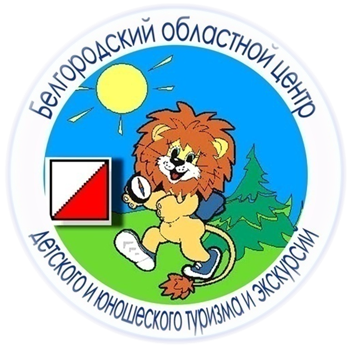 Белгородский областной центр
детского и юношеского туризма и экскурсий